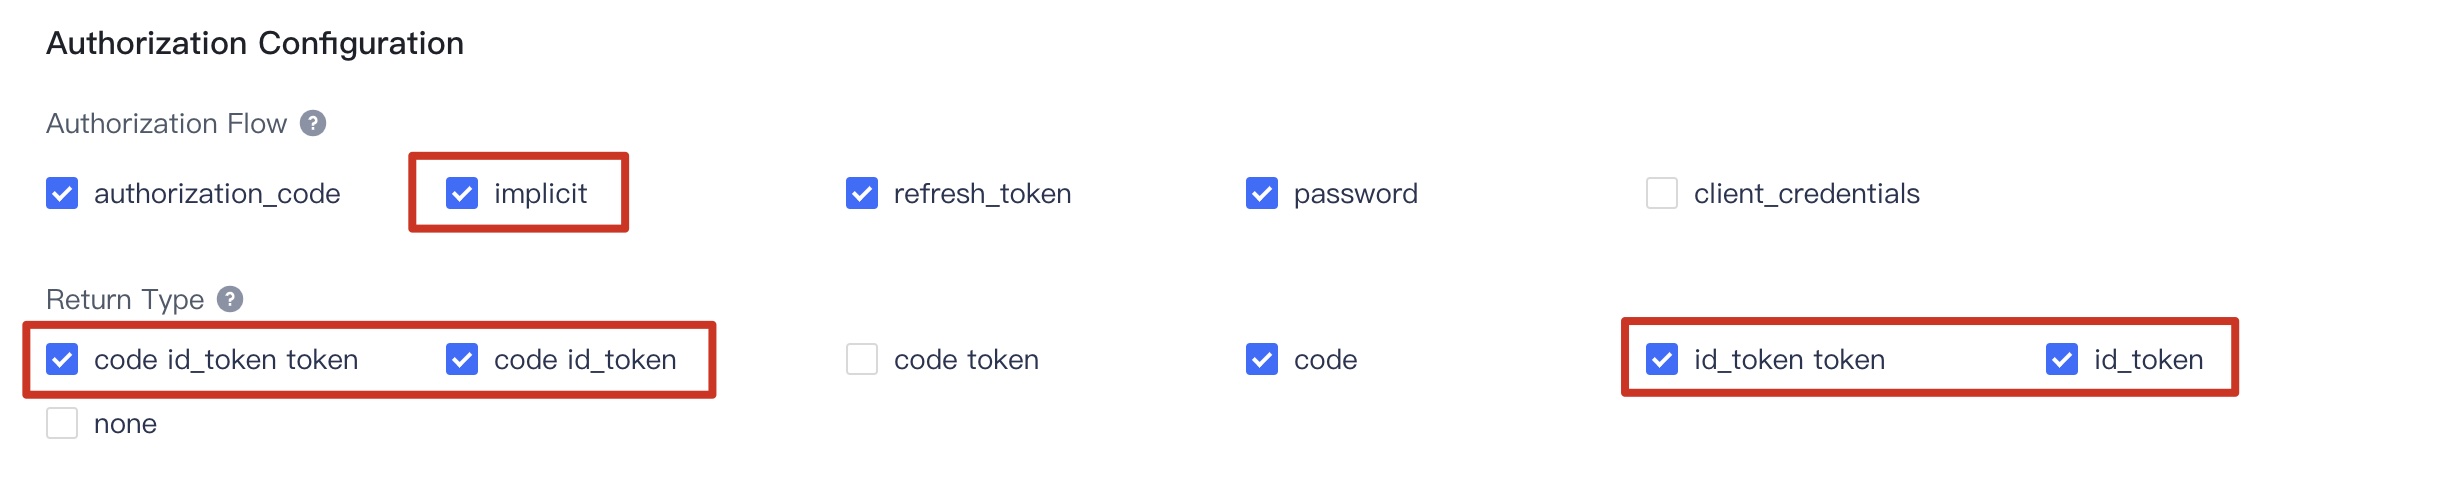 Authorization Configuration
Authorization Flow ?
authorization_code implicit refresh_token password client_credentials
Return Type ?
code id_token token code id_token code token code id_token token id_token
none